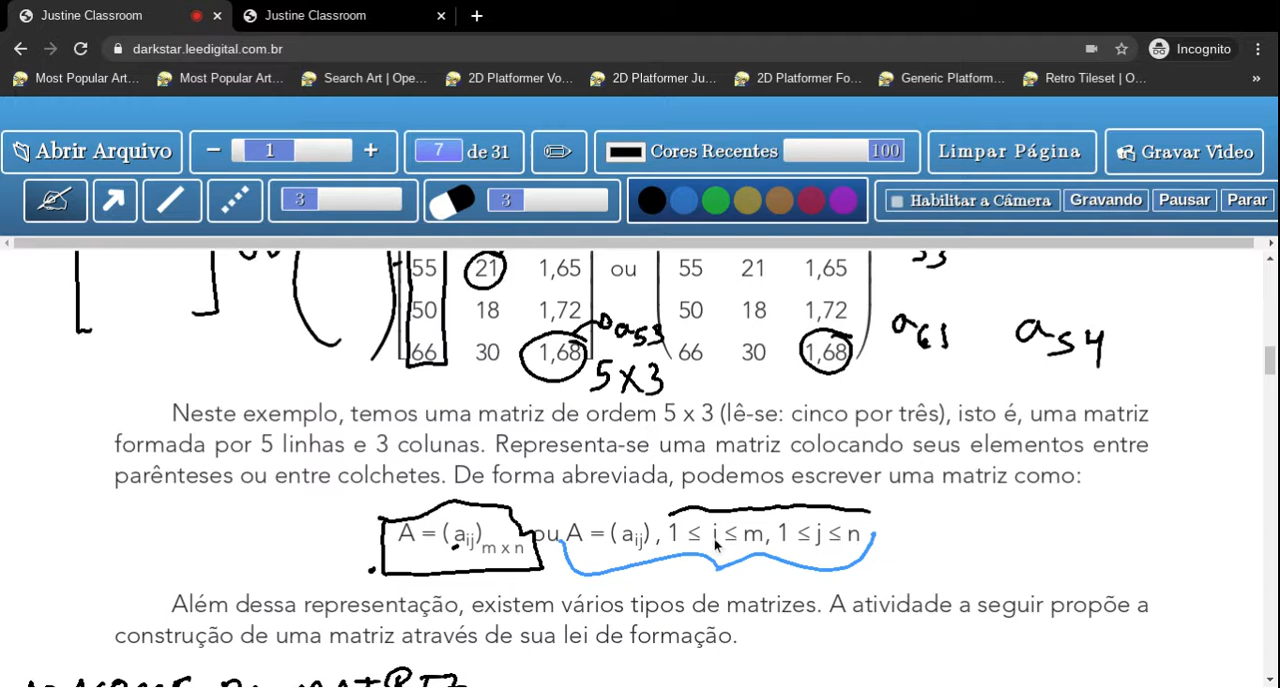 Justine Classroom
Justine Classroom
darkstar.leedigital.com.br
Incognito
Most Popular Art...
Most Popular Art...
Search Art | Ope...
2D Platformer Vo...
2D Platformer Ju...
2D Platformer Fo...
Generic Platform...
Retro Tileset | O...
»
Abrir Arquivo
− 1 +
7 de 31
Cores Recentes 100
Limpar Página
Gravar Video
3
3
Habilitar a Câmera Gravando Pausar Parar
55 21 1,65 ou 55 21 1,65
50 18 1,72 50 18 1,72
66 30 1,68 66 30 1,68
a53
5x3
a61
a54
Neste exemplo, temos uma matriz de ordem 5 x 3 (lê-se: cinco por três), isto é, uma matriz
formada por 5 linhas e 3 colunas. Representa-se uma matriz colocando seus elementos entre
parênteses ou entre colchetes. De forma abreviada, podemos escrever uma matriz como:
A = ( aij)m x n ou A = ( aij) , 1 ≤ i ≤ m, 1 ≤ j ≤ n
Além dessa representação, existem vários tipos de matrizes. A atividade a seguir propõe a
construção de uma matriz através de sua lei de formação.